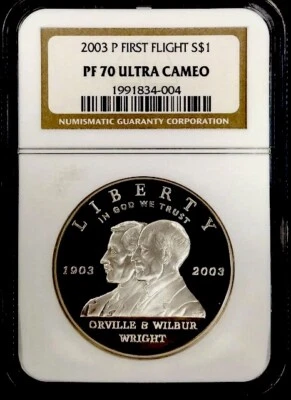 2003 P FIRST FLIGHT S$1
PF 70 ULTRA CAMEO
1991834-004
NUMISMATIC GUARANTY CORPORATION
LIBERTY
IN GOD WE TRUST
1903 2003
ORVILLE & WILBUR
WRIGHT